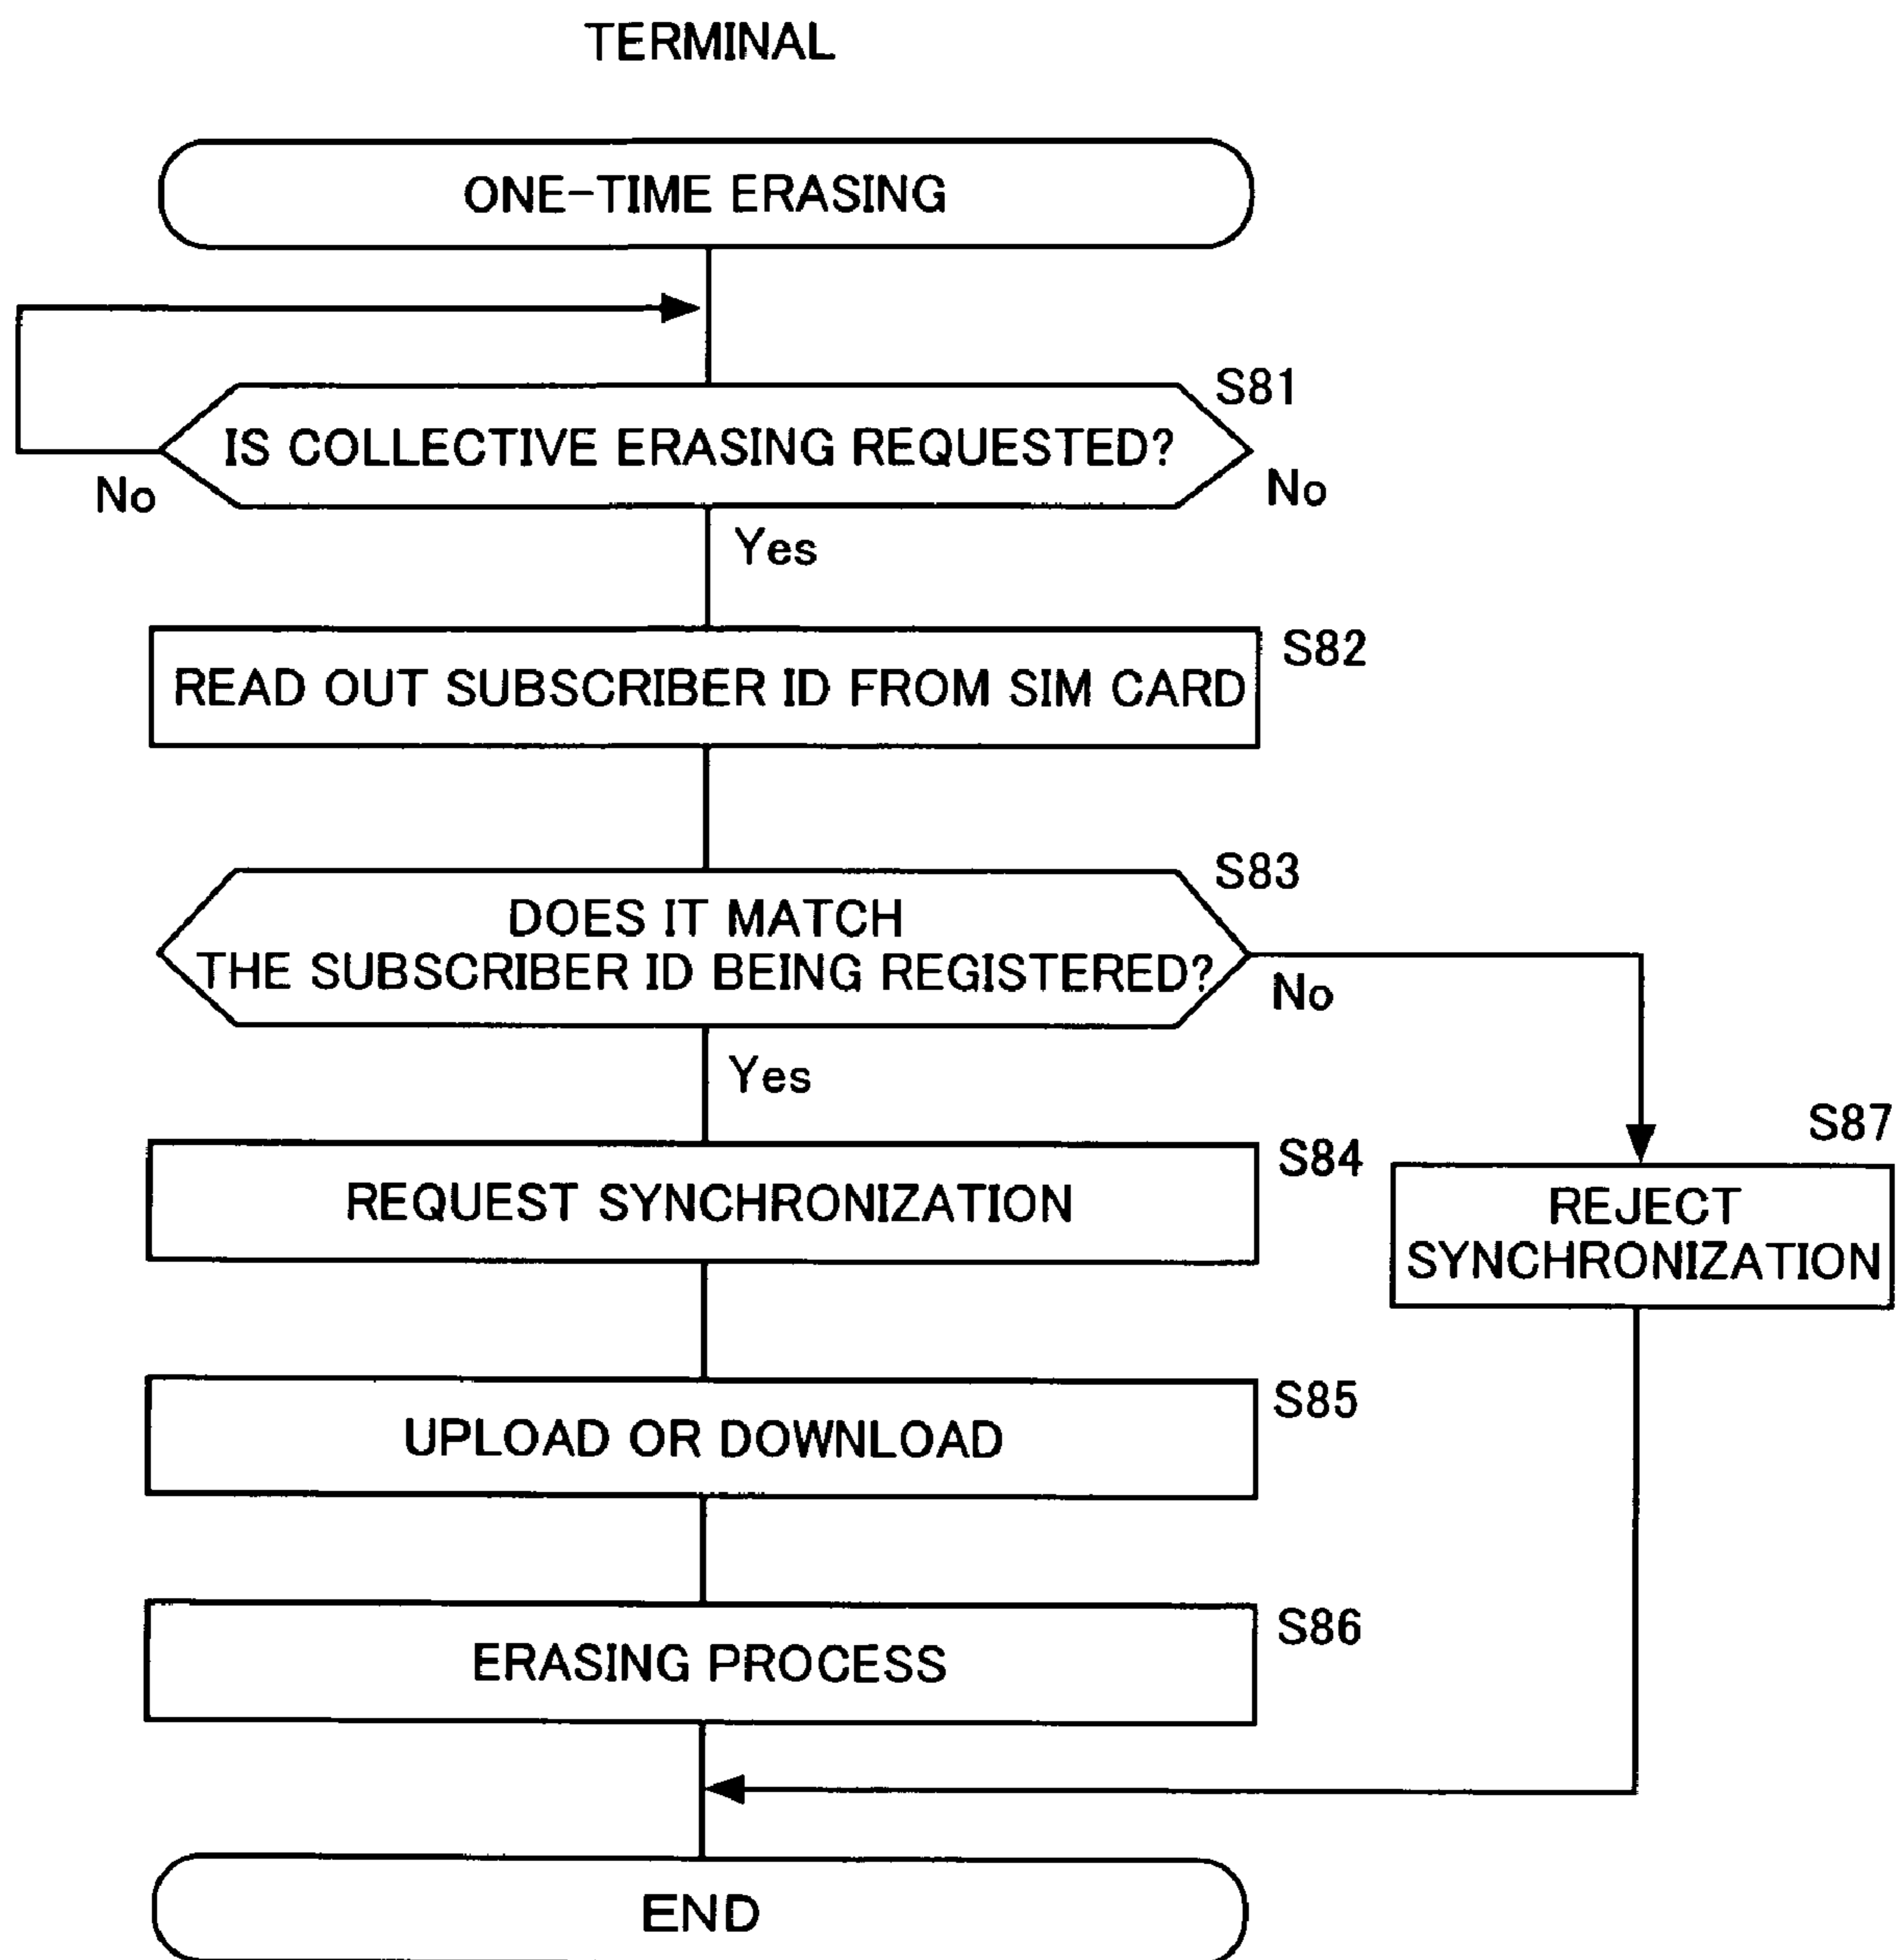 TERMINAL
ONE-TIME ERASING
S81
IS COLLECTIVE ERASING REQUESTED?
No
No
Yes
S82
READ OUT SUBSCRIBER ID FROM SIM CARD
S83
DOES IT MATCH
THE SUBSCRIBER ID BEING REGISTERED?
No
Yes
S84
REQUEST SYNCHRONIZATION
S87
REJECT
SYNCHRONIZATION
S85
UPLOAD OR DOWNLOAD
S86
ERASING PROCESS
END